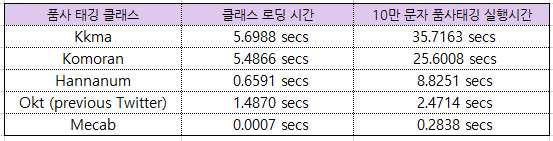 품사 태깅 클래스 클래스 로딩 시간 10만 문자 품사태깅 실행시간
Kkma 5.6988 secs 35.7163 secs
Komoran 5.4866 secs 25.6008 secs
Hannanum 0.6591 secs 8.8251 secs
Okt (previous Twitter) 1.4870 secs 2.4714 secs
Mecab 0.0007 secs 0.2838 secs